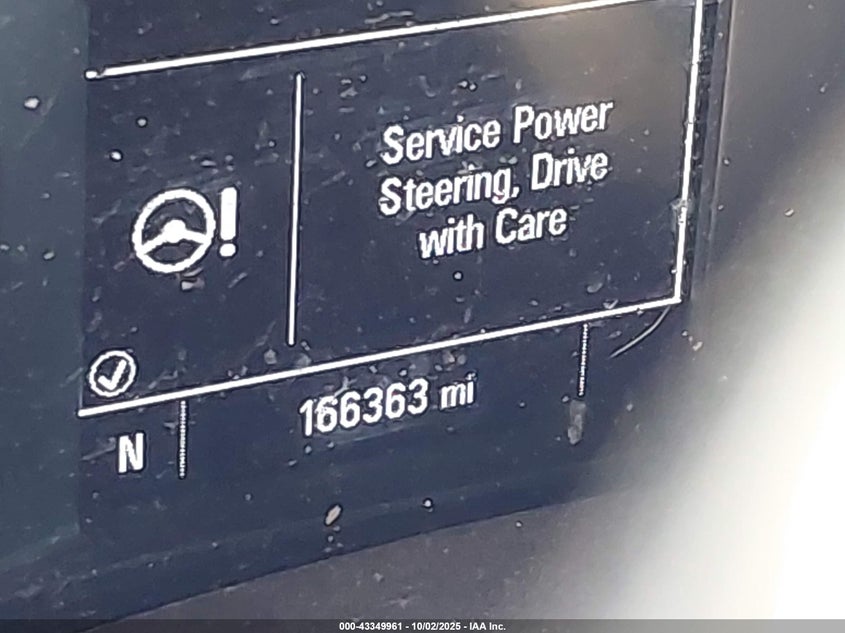 Service Power
Steering, Drive
with Care
166363 mi
N
000-43349961 - 10/02/2025 - IAA Inc.